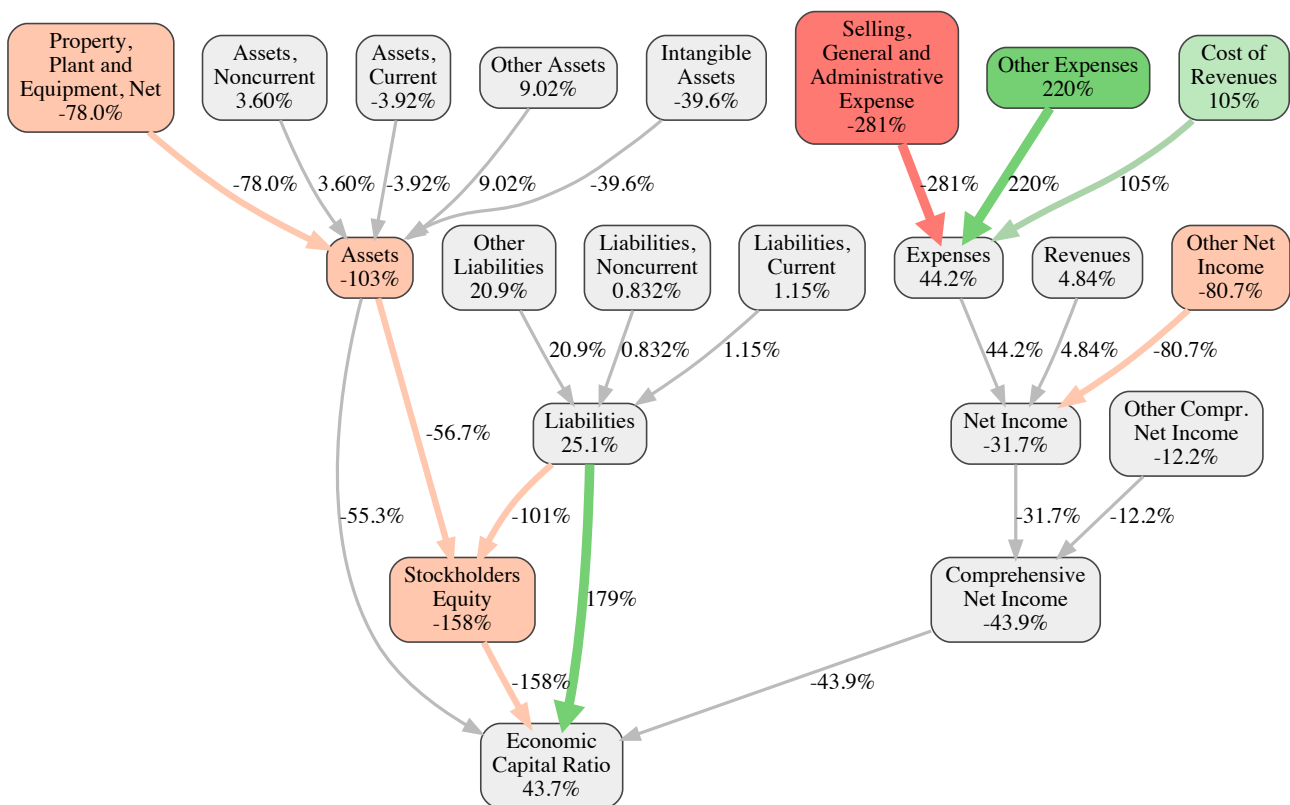 Property,
Plant and
Equipment, Net
-78.0%
Assets,
Noncurrent
3.60%
Assets,
Current
-3.92%
Other Assets
9.02%
Intangible
Assets
-39.6%
Selling,
General and
Administrative
Expense
-281%
Other Expenses
220%
Cost of
Revenues
105%
-78.0%
3.60%
-3.92%
9.02%
-39.6%
-281%
220%
105%
Assets
-103%
Other
Liabilities
20.9%
Liabilities,
Noncurrent
0.832%
Liabilities,
Current
1.15%
Expenses
44.2%
Revenues
4.84%
Other Net
Income
-80.7%
20.9%
0.832%
1.15%
44.2%
4.84%
-80.7%
-56.7%
Liabilities
25.1%
Net Income
-31.7%
Other Compr.
Net Income
-12.2%
-55.3%
-101%
-31.7%
-12.2%
Stockholders
Equity
-158%
179%
Comprehensive
Net Income
-43.9%
-158%
-43.9%
Economic
Capital Ratio
43.7%